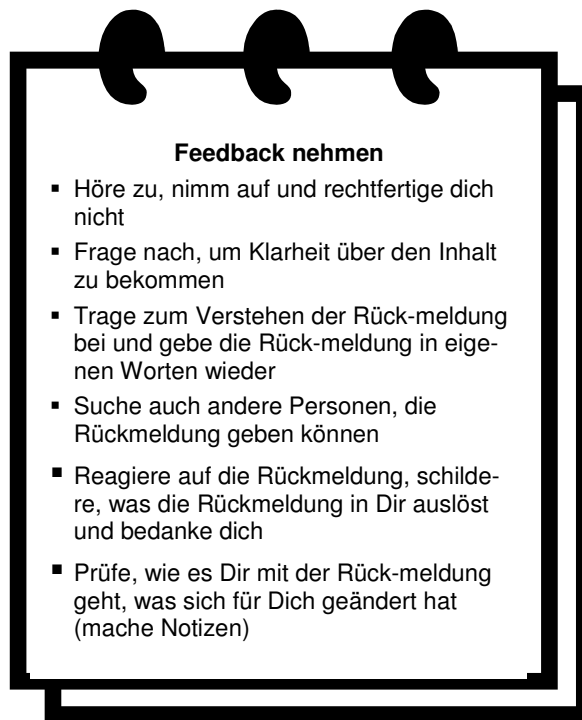 Feedback nehmen
▪ Höre zu, nimm auf und rechtfertige dich
nicht
▪ Frage nach, um Klarheit über den Inhalt
zu bekommen
▪ Trage zum Verstehen der Rück-meldung
bei und gebe die Rück-meldung in eige-
nen Worten wieder
▪ Suche auch andere Personen, die
Rückmeldung geben können
▪ Reagiere auf die Rückmeldung, schilde-
re, was die Rückmeldung in Dir auslöst
und bedanke dich
▪ Prüfe, wie es Dir mit der Rück-meldung
geht, was sich für Dich geändert hat
(mache Notizen)